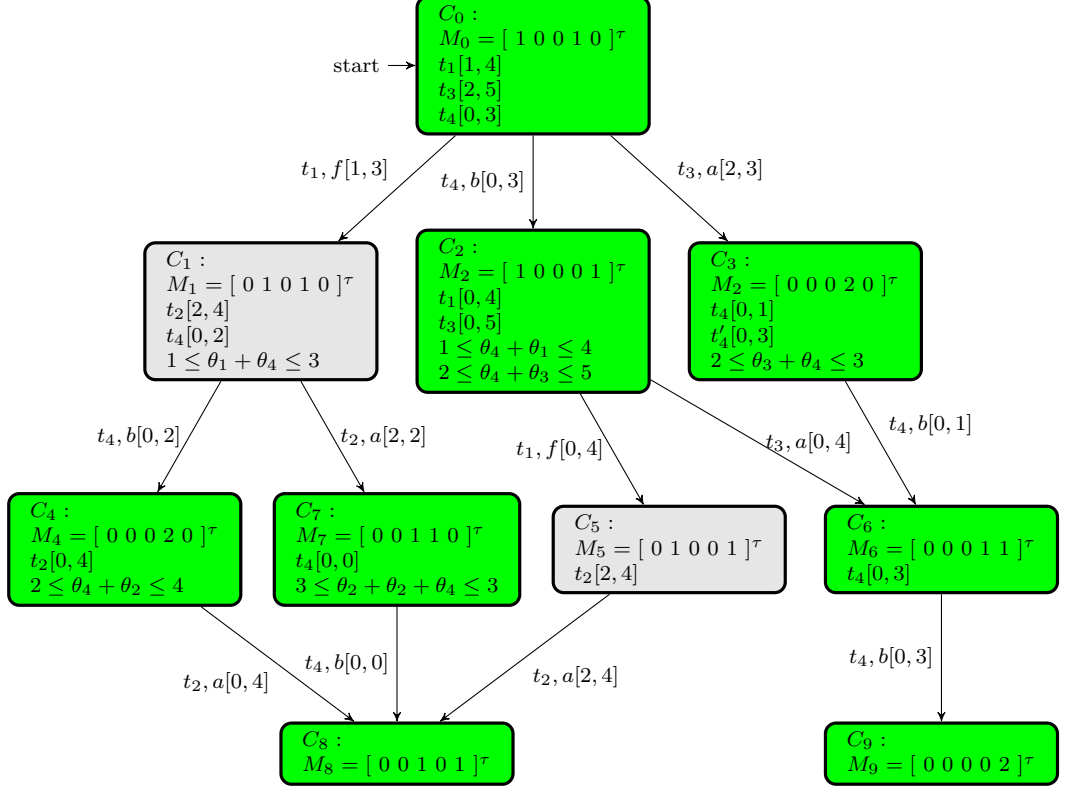 C₀ :
M₀ = [ 1 0 0 1 0 ]^τ
start
t₁[1, 4]
t₃[2, 5]
t₄[0, 3]
t₁, f[1, 3]
t₄, b[0, 3]
t₃, a[2, 3]
C₁ :
M₁ = [ 0 1 0 1 0 ]^τ
t₂[2, 4]
t₄[0, 2]
1 ≤ θ₁ + θ₄ ≤ 3
C₂ :
M₂ = [ 1 0 0 0 1 ]^τ
t₁[0, 4]
t₃[0, 5]
1 ≤ θ₄ + θ₁ ≤ 4
2 ≤ θ₄ + θ₃ ≤ 5
C₃ :
M₂ = [ 0 0 0 2 0 ]^τ
t₄[0, 1]
t′₄[0, 3]
2 ≤ θ₃ + θ₄ ≤ 3
t₄, b[0, 2]
t₂, a[2, 2]
t₁, f[0, 4]
t₃, a[0, 4]
t₄, b[0, 1]
C₄ :
M₄ = [ 0 0 0 2 0 ]^τ
t₂[0, 4]
2 ≤ θ₄ + θ₂ ≤ 4
C₇ :
M₇ = [ 0 0 1 1 0 ]^τ
t₄[0, 0]
3 ≤ θ₂ + θ₂ + θ₄ ≤ 3
C₅ :
M₅ = [ 0 1 0 0 1 ]^τ
t₂[2, 4]
C₆ :
M₆ = [ 0 0 0 1 1 ]^τ
t₄[0, 3]
t₂, a[0, 4]
t₄, b[0, 0]
t₂, a[2, 4]
t₄, b[0, 3]
C₈ :
M₈ = [ 0 0 1 0 1 ]^τ
C₉ :
M₉ = [ 0 0 0 0 2 ]^τ